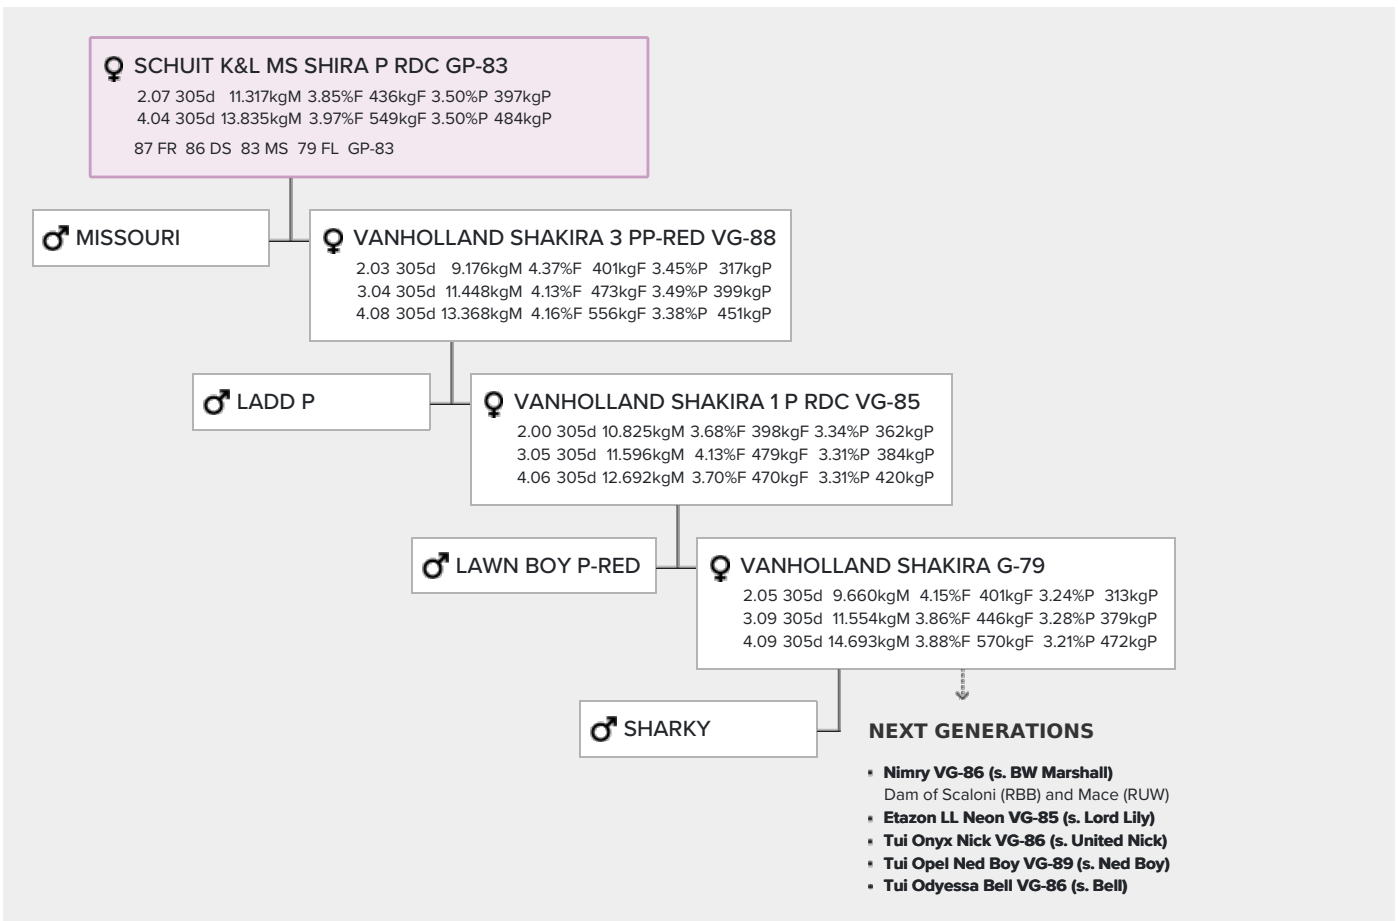 SCHUIT K&L MS SHIRA P RDC GP-83
2.07 305d 11.317kgM 3.85%F 436kgF 3.50%P 397kgP
4.04 305d 13.835kgM 3.97%F 549kgF 3.50%P 484kgP
87 FR 86 DS 83 MS 79 FL GP-83
MISSOURI
VANHOLLAND SHAKIRA 3 PP-RED VG-88
2.03 305d 9.176kgM 4.37%F 401kgF 3.45%P 317kgP
3.04 305d 11.448kgM 4.13%F 473kgF 3.49%P 399kgP
4.08 305d 13.368kgM 4.16%F 556kgF 3.38%P 451kgP
LADD P
VANHOLLAND SHAKIRA 1 P RDC VG-85
2.00 305d 10.825kgM 3.68%F 398kgF 3.34%P 362kgP
3.05 305d 11.596kgM 4.13%F 479kgF 3.31%P 384kgP
4.06 305d 12.692kgM 3.70%F 470kgF 3.31%P 420kgP
LAWN BOY P-RED
VANHOLLAND SHAKIRA G-79
2.05 305d 9.660kgM 4.15%F 401kgF 3.24%P 313kgP
3.09 305d 11.554kgM 3.86%F 446kgF 3.28%P 379kgP
4.09 305d 14.693kgM 3.88%F 570kgF 3.21%P 472kgP
SHARKY
NEXT GENERATIONS
▪ Nimry VG-86 (s. BW Marshall)
Dam of Scaloni (RBB) and Mace (RUW)
▪ Etazon LL Neon VG-85 (s. Lord Lily)
▪ Tui Onyx Nick VG-86 (s. United Nick)
▪ Tui Opel Ned Boy VG-89 (s. Ned Boy)
▪ Tui Odyessa Bell VG-86 (s. Bell)